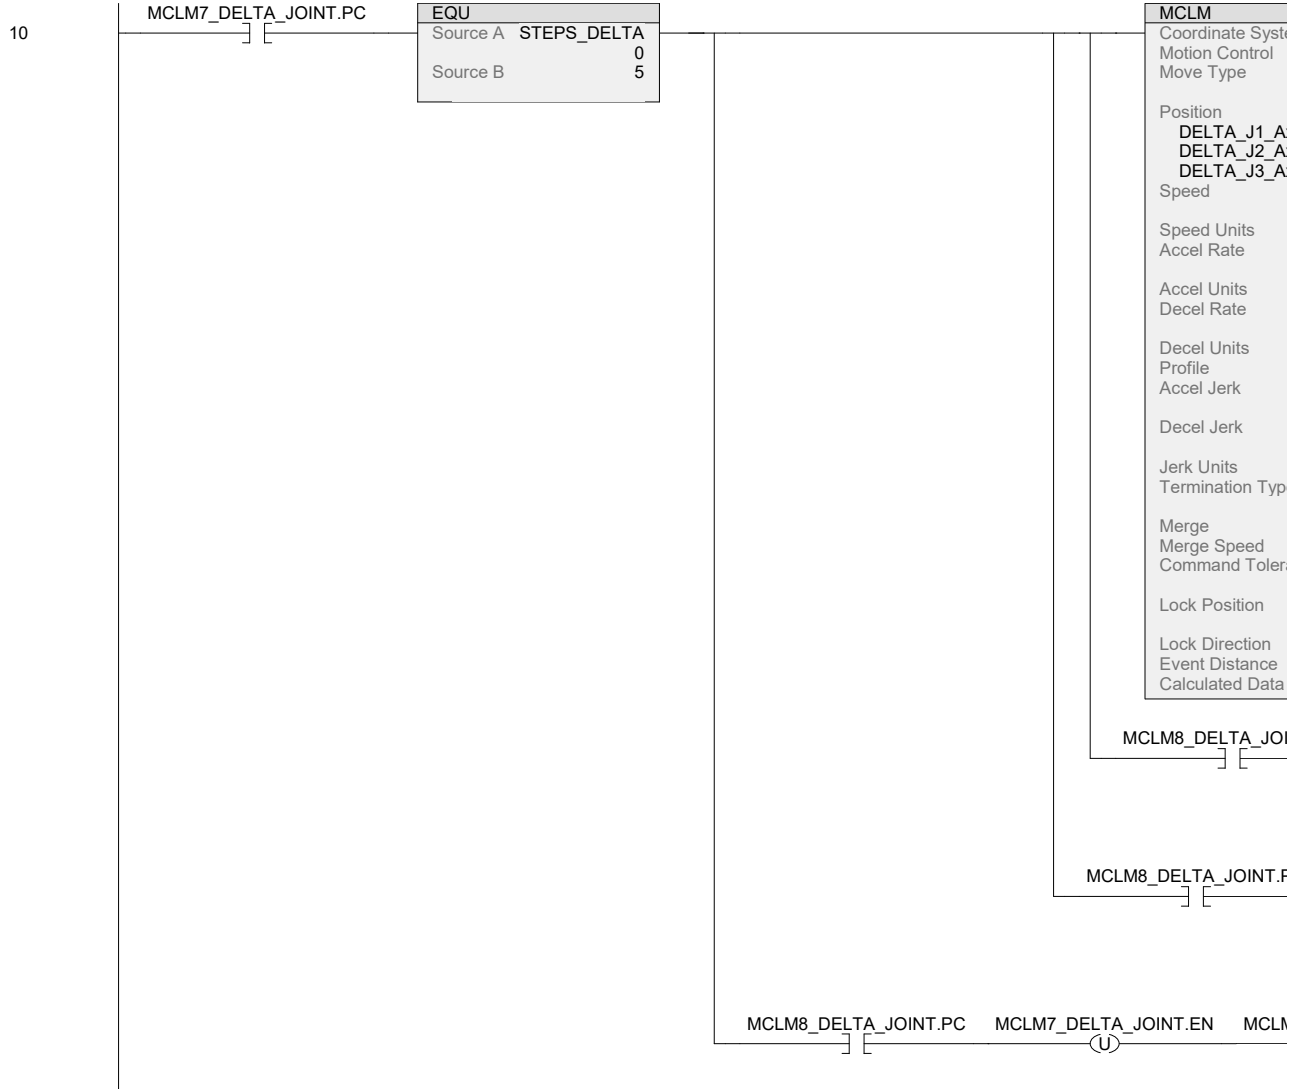 MCLM7_DELTA_JOINT.PC
EQU
MCLM
10
Source A STEPS_DELTA
0
Source B 5
Coordinate Syste
Motion Control
Move Type
Position
DELTA_J1_A
DELTA_J2_A
DELTA_J3_A
Speed
Speed Units
Accel Rate
Accel Units
Decel Rate
Decel Units
Profile
Accel Jerk
Decel Jerk
Jerk Units
Termination Typ
Merge
Merge Speed
Command Toler
Lock Position
Lock Direction
Event Distance
Calculated Data
MCLM8_DELTA_JOI
MCLM8_DELTA_JOINT.
MCLM8_DELTA_JOINT.PC MCLM7_DELTA_JOINT.EN MCLM
U